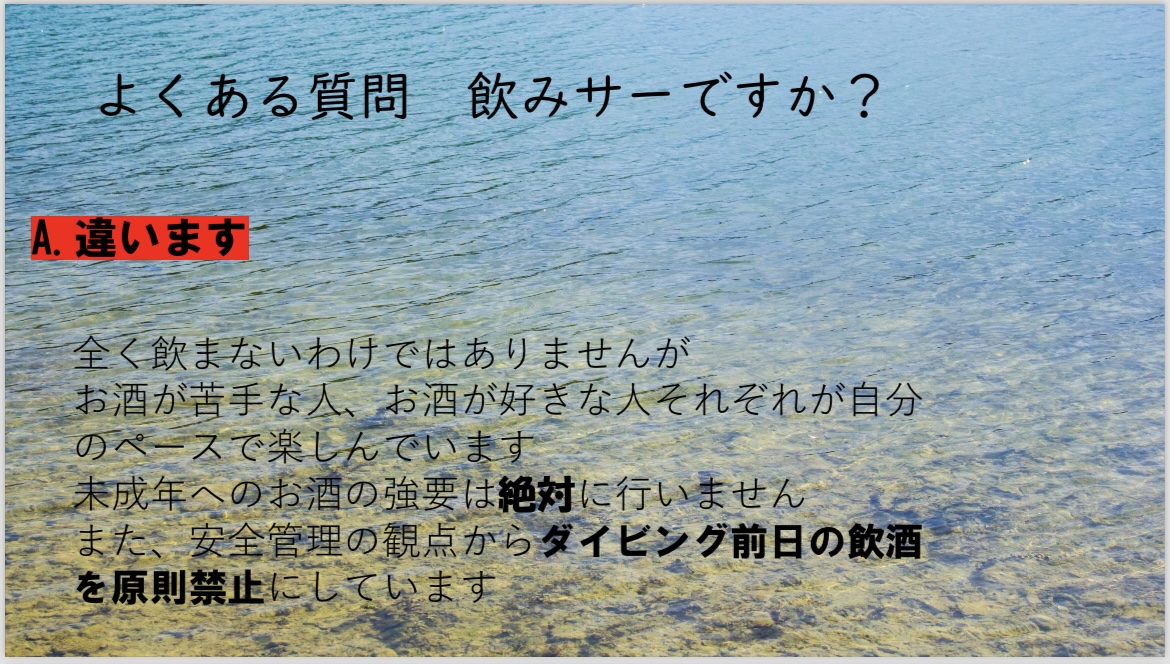 よくある質問　飲みサーですか？
A. 違います
全く飲まないわけではありませんが
お酒が苦手な人、お酒が好きな人それぞれが自分
のペースで楽しんでいます
未成年へのお酒の強要は絶対に行いません
また、安全管理の観点からダイビング前日の飲酒
を原則禁止にしています